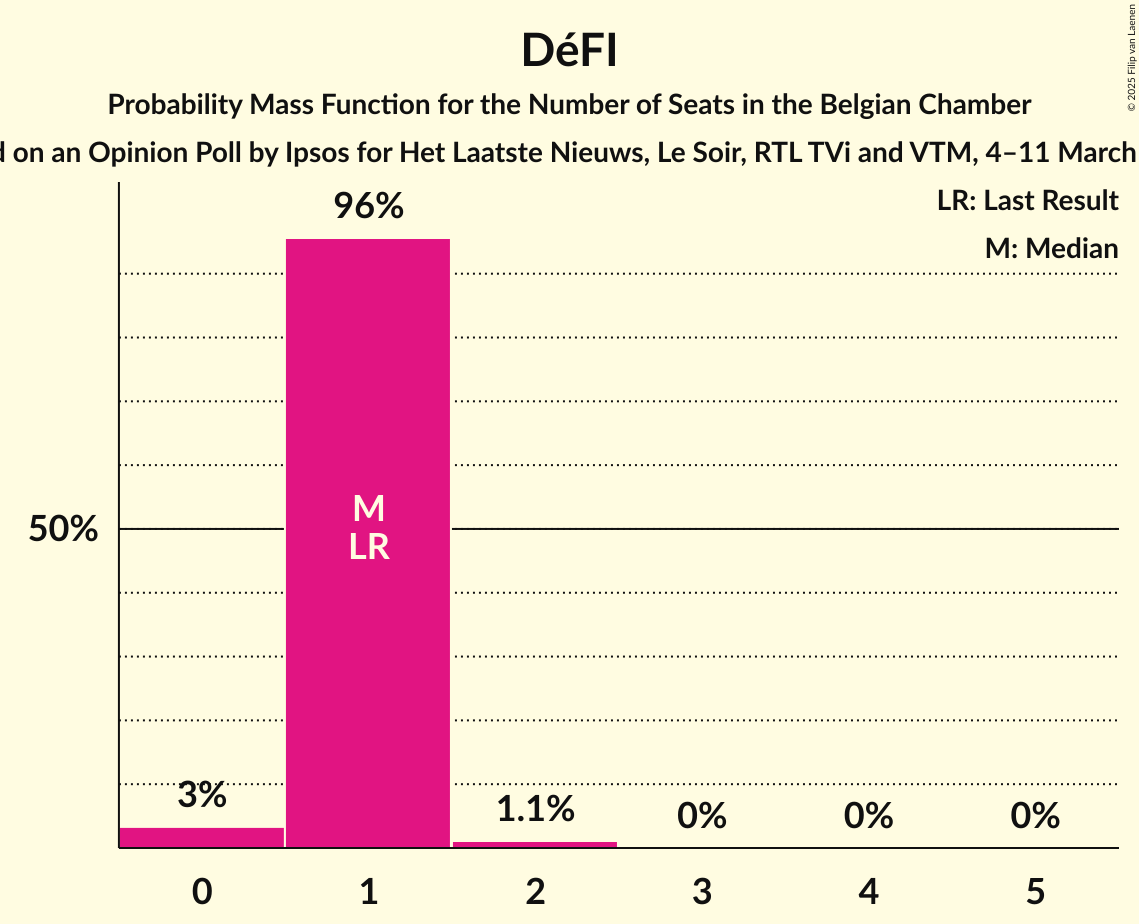 DéFI
Probability Mass Function for the Number of Seats in the Belgian Chamber
on an Opinion Poll by Ipsos for Het Laatste Nieuws, Le Soir, RTL TVi and VTM, 4–11 March
© 2025 Filip van Laenen
LR: Last Result
M: Median
96%
M
LR
50%
3%
1.1%
0%
0%
0%
0
1
2
3
4
5